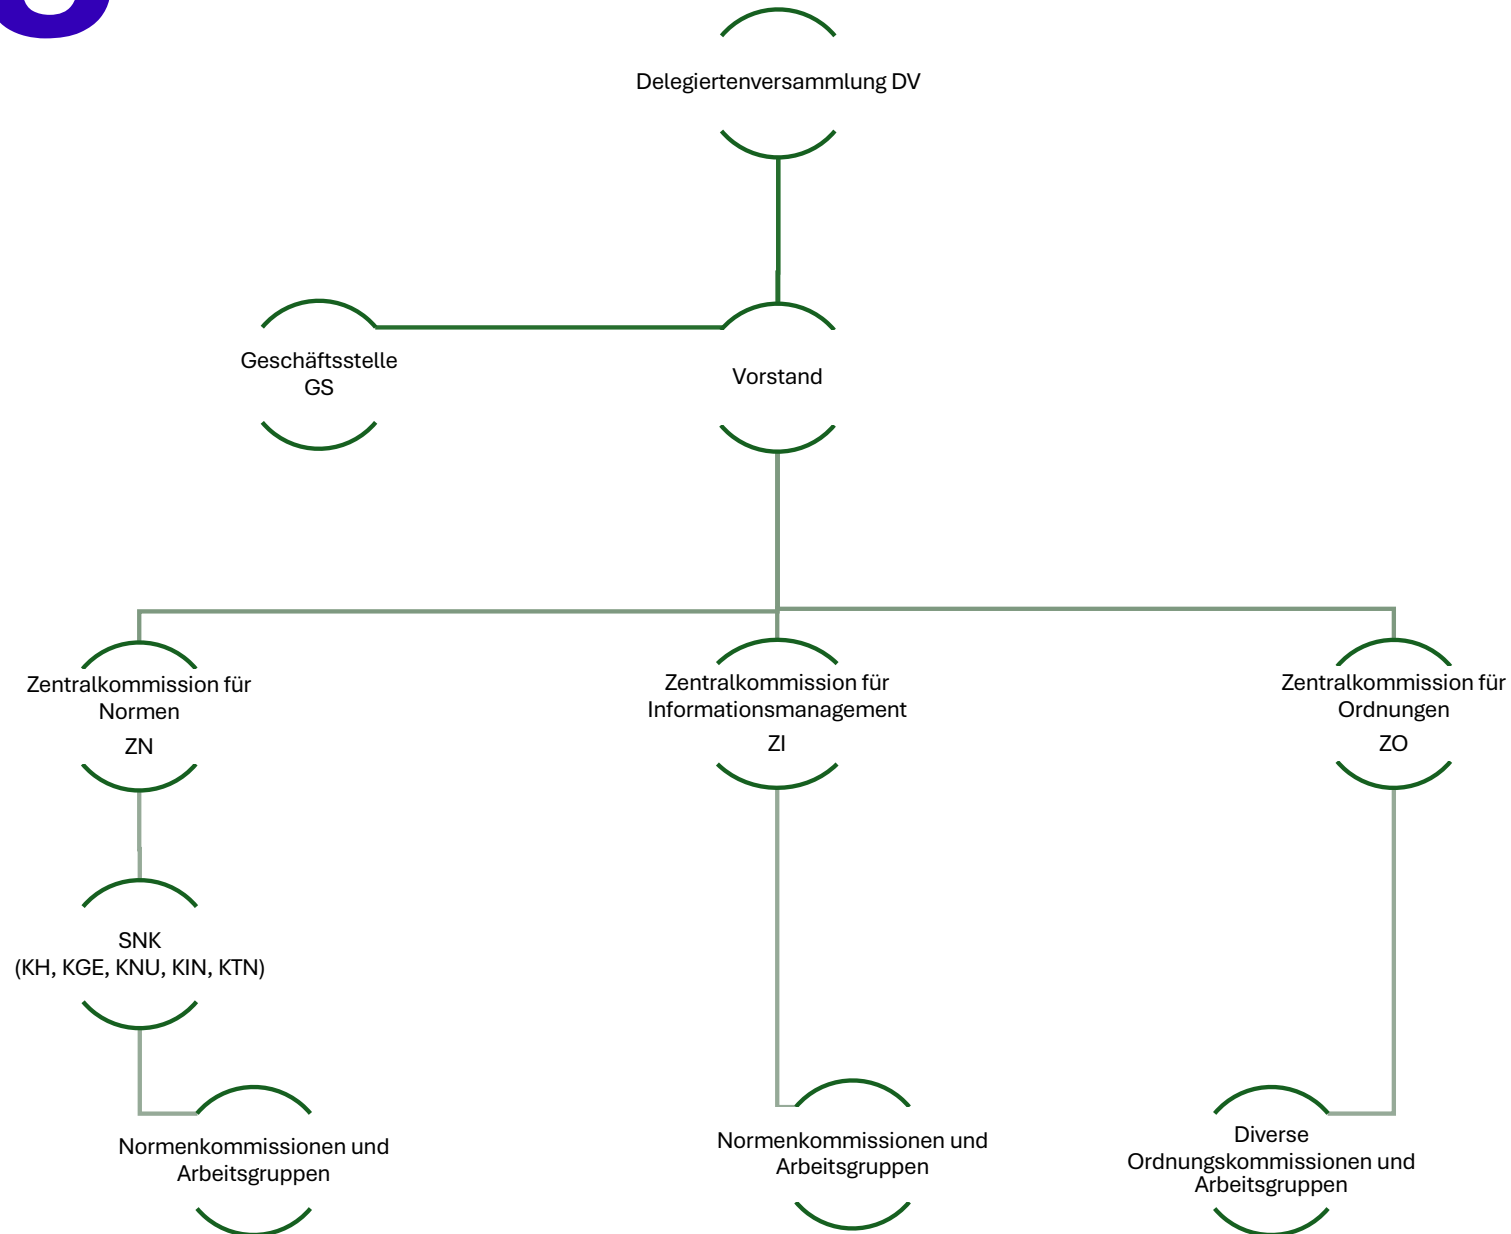 Delegiertenversammlung DV
Geschäftsstelle
GS
Vorstand
Zentralkommission für
Normen
ZN
Zentralkommission für
Informationsmanagement
ZI
Zentralkommission für
Ordnungen
ZO
SNK
(KH, KGE, KNU, KIN, KTN)
Normenkommissionen und
Arbeitsgruppen
Normenkommissionen und
Arbeitsgruppen
Diverse
Ordnungskommissionen und
Arbeitsgruppen